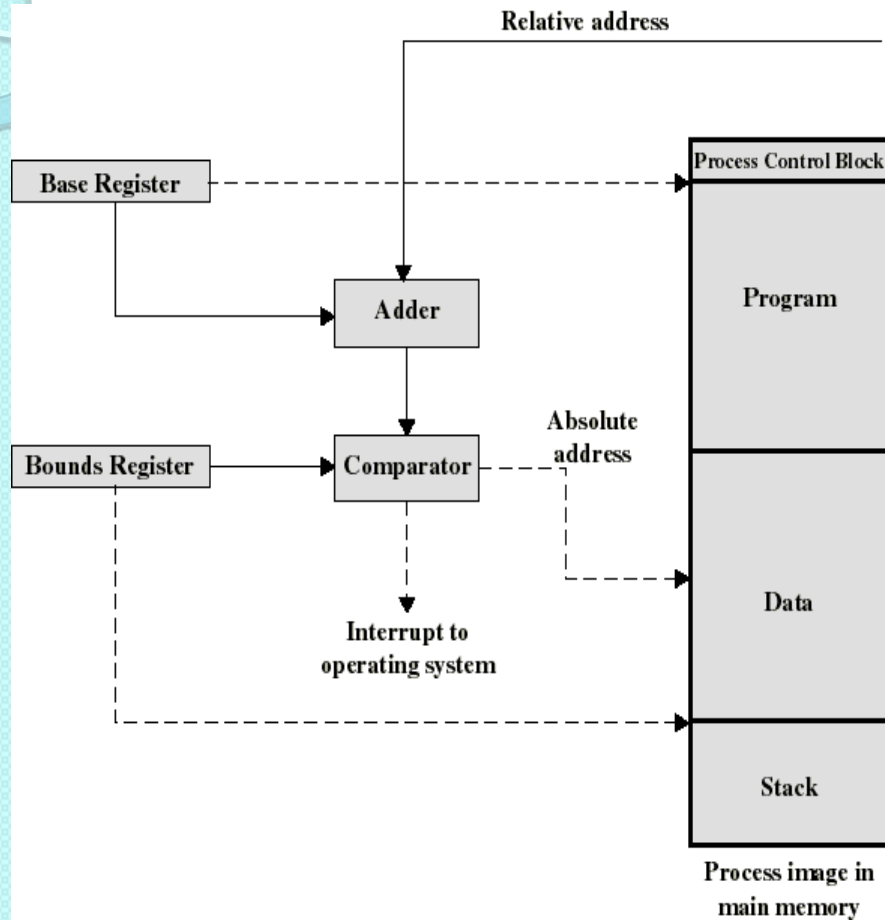 Relative address
Process Control Block
Base Register
Program
Adder
Absolute
address
Bounds Register
Comparator
Data
Interrupt to
operating system
Stack
Process image in
main memory